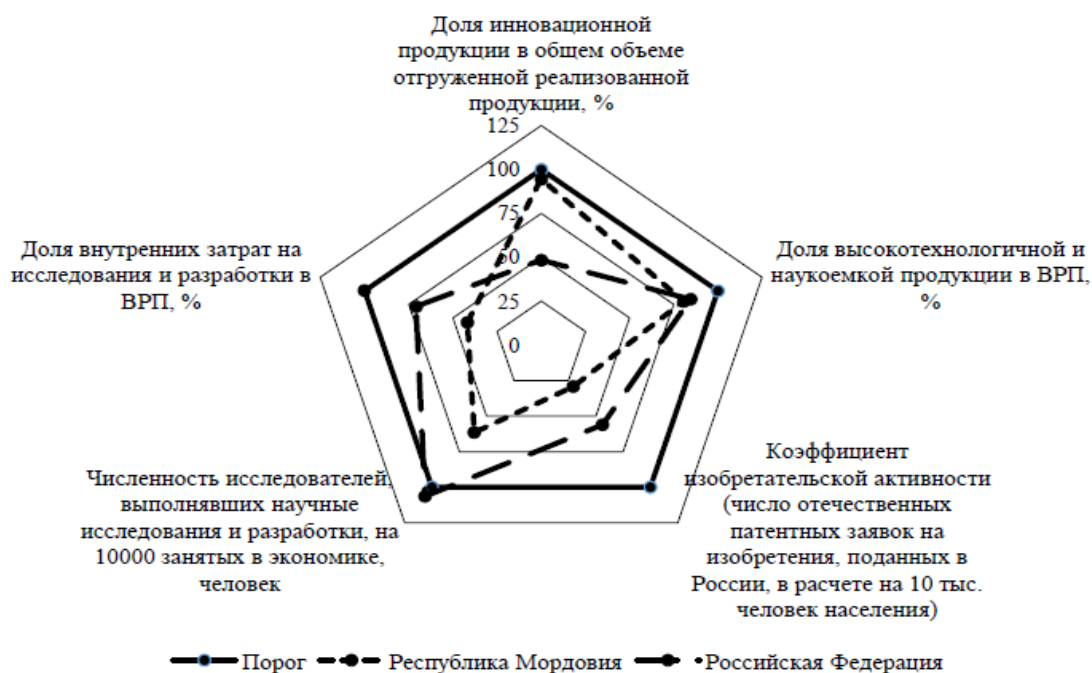 Доля инновационной
продукции в общем объеме
отгруженной реализованной
продукции, %
125
100
75
50
25
0
Доля внутренних затрат на
исследования и разработки в
ВРП, %
Доля высокотехнологичной и
наукоемкой продукции в ВРП,
%
Численность исследователей,
выполнявших научные
исследования и разработки, на
10000 занятых в экономике,
человек
Коэффициент
изобретательской активности
(число отечественных
патентных заявок на
изобретения, поданных в
России, в расчете на 10 тыс.
человек населения)
Порог
Республика Мордовия
Российская Федерация